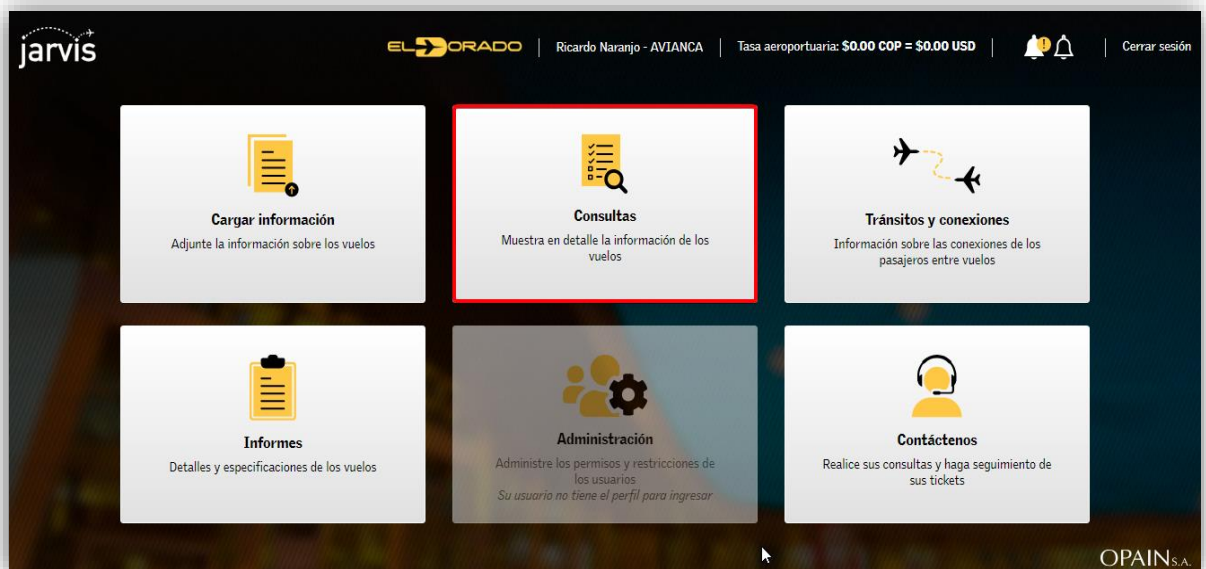 jarvis
EL DORADO
Ricardo Naranjo - AVIANCA
Tasa aeroportuaria: $0.00 COP = $0.00 USD
Cerrar sesión
Cargar información
Adjunte la información sobre los vuelos
Consultas
Muestra en detalle la información de los
vuelos
Tránsitos y conexiones
Información sobre las conexiones de los
pasajeros entre vuelos
Informes
Detalles y especificaciones de los vuelos
Administración
Administre los permisos y restricciones de
los usuarios
Su usuario no tiene el perfil para ingresar
Contáctenos
Realice sus consultas y haga seguimiento de
sus tickets
OPAIN S.A.